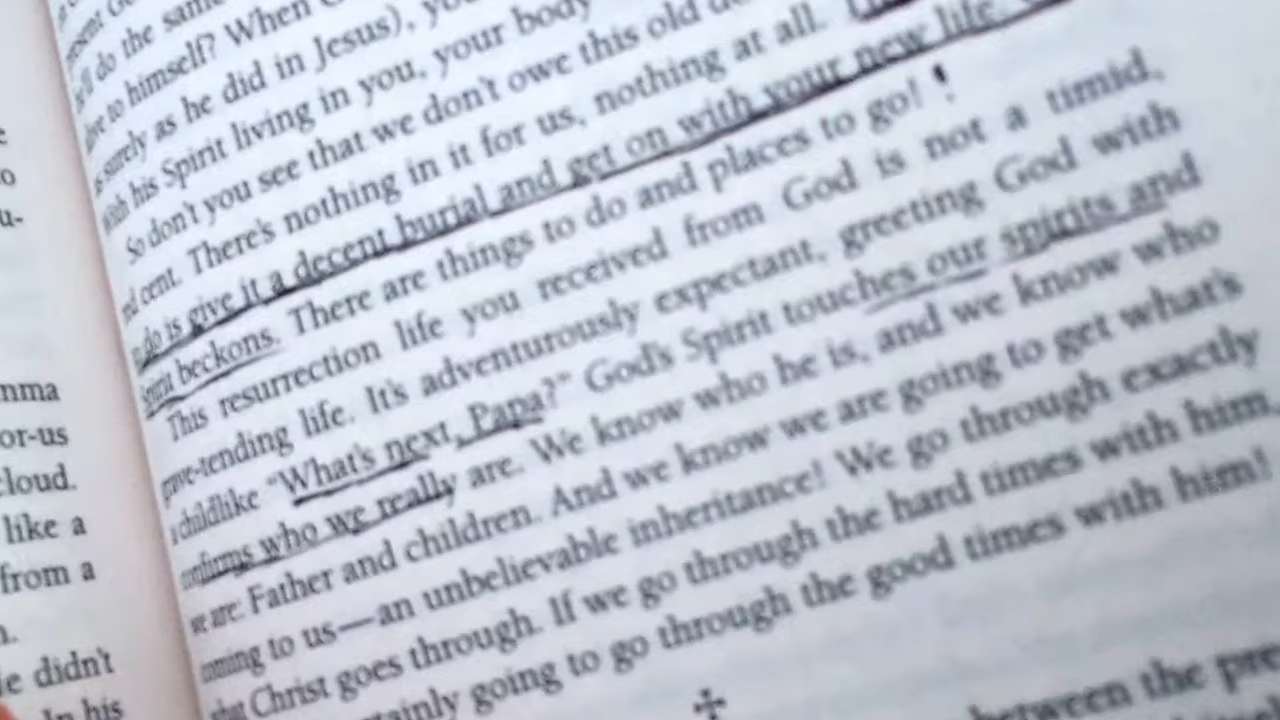 o
u-
mma
or-us
cloud.
like a
from a
n.
le didn't
In his
do the same
to himself? When
surely as he did in Jesus), you
his Spirit living in you, your body
So don't you see that we don't owe this old
cent. There's nothing in it for us, nothing at all.
do is give it a decent burial and get on with your new life.
beckons. There are things to do and places to go!
This resurrection life you received from God is not a timid,
grave-tending life. It's adventurously expectant, greeting God with
a childlike "What's next, Papa?" God's Spirit touches our spirits and
confirms who we really are. We know who he is, and we know who
we are: Father and children. And we know we are going to get what's
coming to us—an unbelievable inheritance! We go through exactly
what Christ goes through. If we go through the hard times with him,
tainly going to go through the good times with him!
between the pre